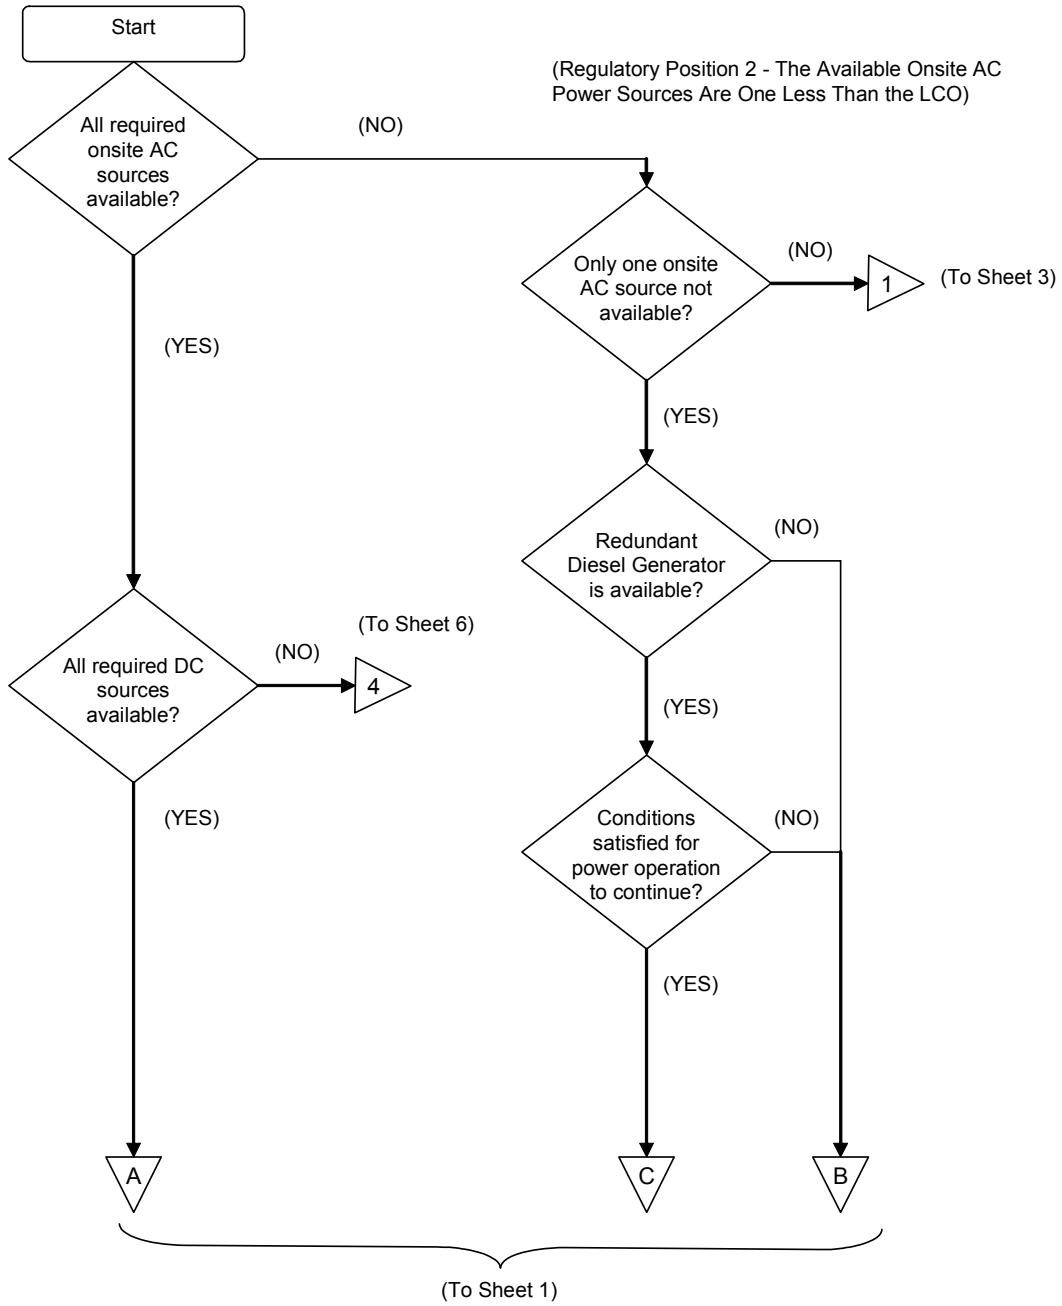 Start
(Regulatory Position 2 - The Available Onsite AC
Power Sources Are One Less Than the LCO)
All required
onsite AC
sources
available?
(NO)
Only one onsite
AC source not
available?
(NO)
1
(To Sheet 3)
(YES)
(YES)
Redundant
Diesel Generator
is available?
(NO)
(To Sheet 6)
All required DC
sources
available?
(NO)
4
(YES)
(YES)
Conditions
satisfied for
power operation
to continue?
(NO)
(YES)
A
C
B
(To Sheet 1)